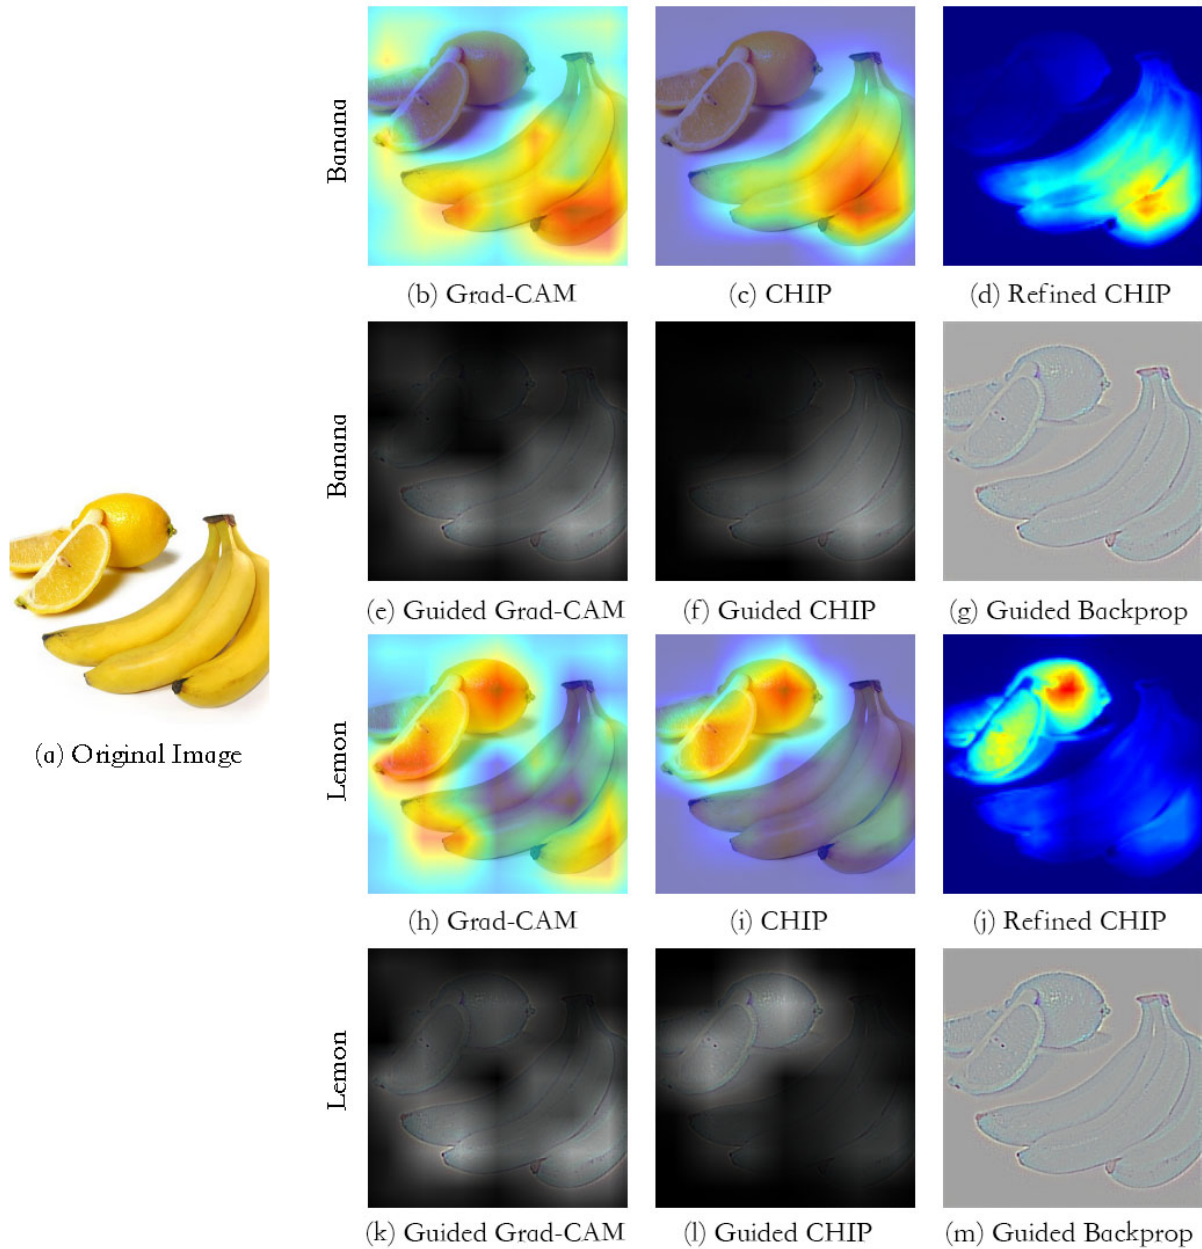 Banana
(b) Grad-CAM
(c) CHIP
(d) Refined CHIP
Banana
(e) Guided Grad-CAM
(f) Guided CHIP
(g) Guided Backprop
(a) Original Image
Lemon
(h) Grad-CAM
(i) CHIP
(j) Refined CHIP
Lemon
(k) Guided Grad-CAM
(l) Guided CHIP
(m) Guided Backprop